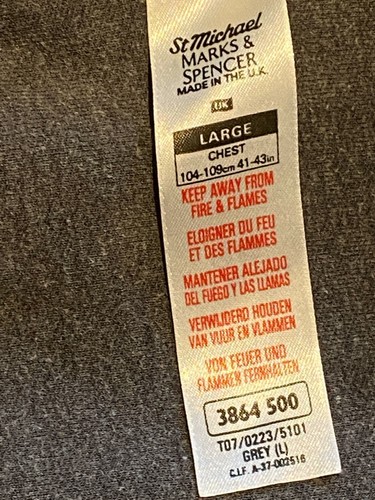 St Michael
MARKS &
SPENCER
MADE IN THE U.K.
UK
LARGE
CHEST
104-109cm 41-43in
KEEP AWAY FROM
FIRE & FLAMES
ELOIGNER DU FEU
ET DES FLAMMES
MANTENER ALEJADO
DEL FUEGO Y LAS LLAMAS
VERWIJDERD HOUDEN
VAN VUUR EN VLAMMEN
VON FEUER UND
FLAMMEN FERNHALTEN
3864 500
T07/0223/5101
GREY (L)
C.I.F. A-37-002516